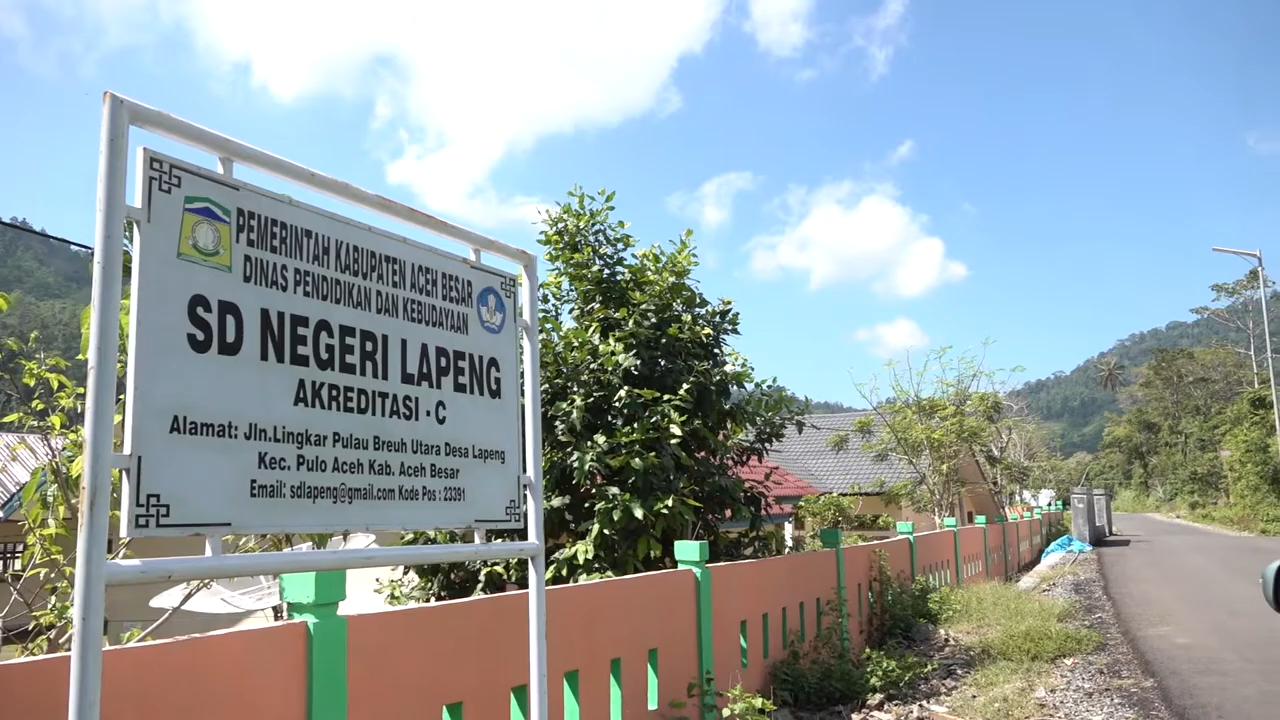 PEMERINTAH KABUPATEN ACEH BESAR
DINAS PENDIDIKAN DAN KEBUDAYAAN
SD NEGERI LAPENG
AKREDITASI - C
Alamat: Jln.Lingkar Pulau Breuh Utara Desa Lapeng
Kec. Pulo Aceh Kab. Aceh Besar
Email: sdlapeng@gmail.com Kode Pos : 23391